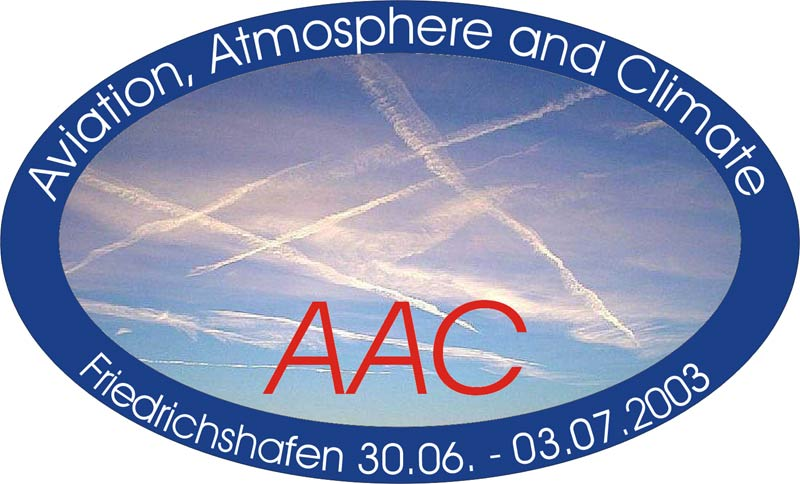 Aviation, Atmosphere and Climate
AAC
Friedrichshafen 30.06. - 03.07.2003